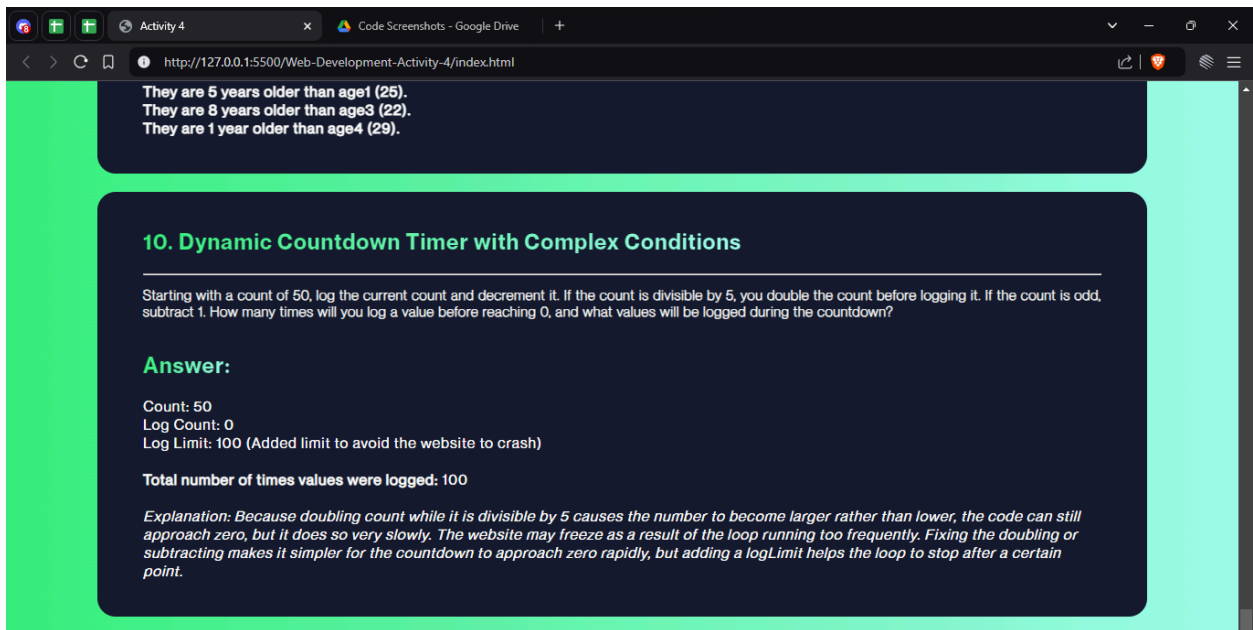 Activity 4
Code Screenshots - Google Drive
http://127.0.0.1:5500/Web-Development-Activity-4/index.html
They are 5 years older than age1 (25).
They are 8 years older than age3 (22).
They are 1 year older than age4 (29).
10. Dynamic Countdown Timer with Complex Conditions
Starting with a count of 50, log the current count and decrement it. If the count is divisible by 5, you double the count before logging it. If the count is odd,
subtract 1. How many times will you log a value before reaching 0, and what values will be logged during the countdown?
Answer:
Count: 50
Log Count: 0
Log Limit: 100 (Added limit to avoid the website to crash)
Total number of times values were logged: 100
Explanation: Because doubling count while it is divisible by 5 causes the number to become larger rather than lower, the code can still
approach zero, but it does so very slowly. The website may freeze as a result of the loop running too frequently. Fixing the doubling or
subtracting makes it simpler for the countdown to approach zero rapidly, but adding a logLimit helps the loop to stop after a certain
point.